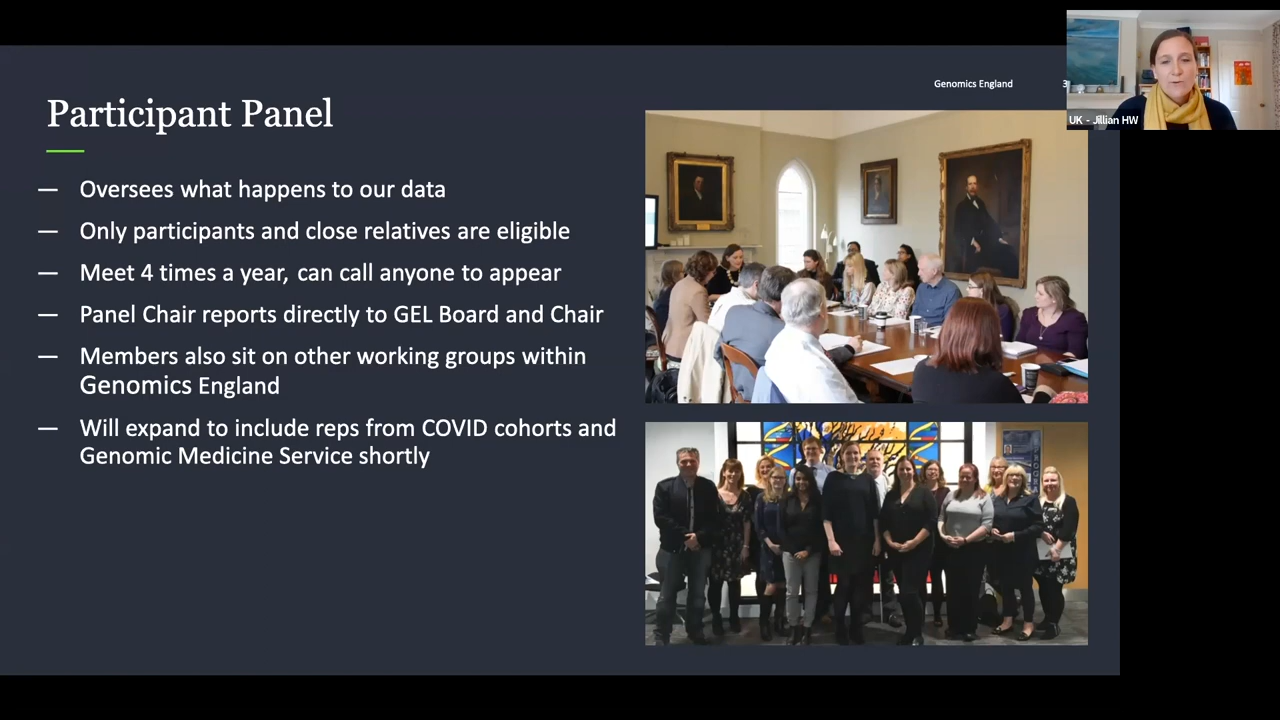 Genomics England
Participant Panel
— Oversees what happens to our data
— Only participants and close relatives are eligible
— Meet 4 times a year, can call anyone to appear
— Panel Chair reports directly to GEL Board and Chair
— Members also sit on other working groups within
Genomics England
— Will expand to include reps from COVID cohorts and
Genomic Medicine Service shortly
UK - Jillian HW